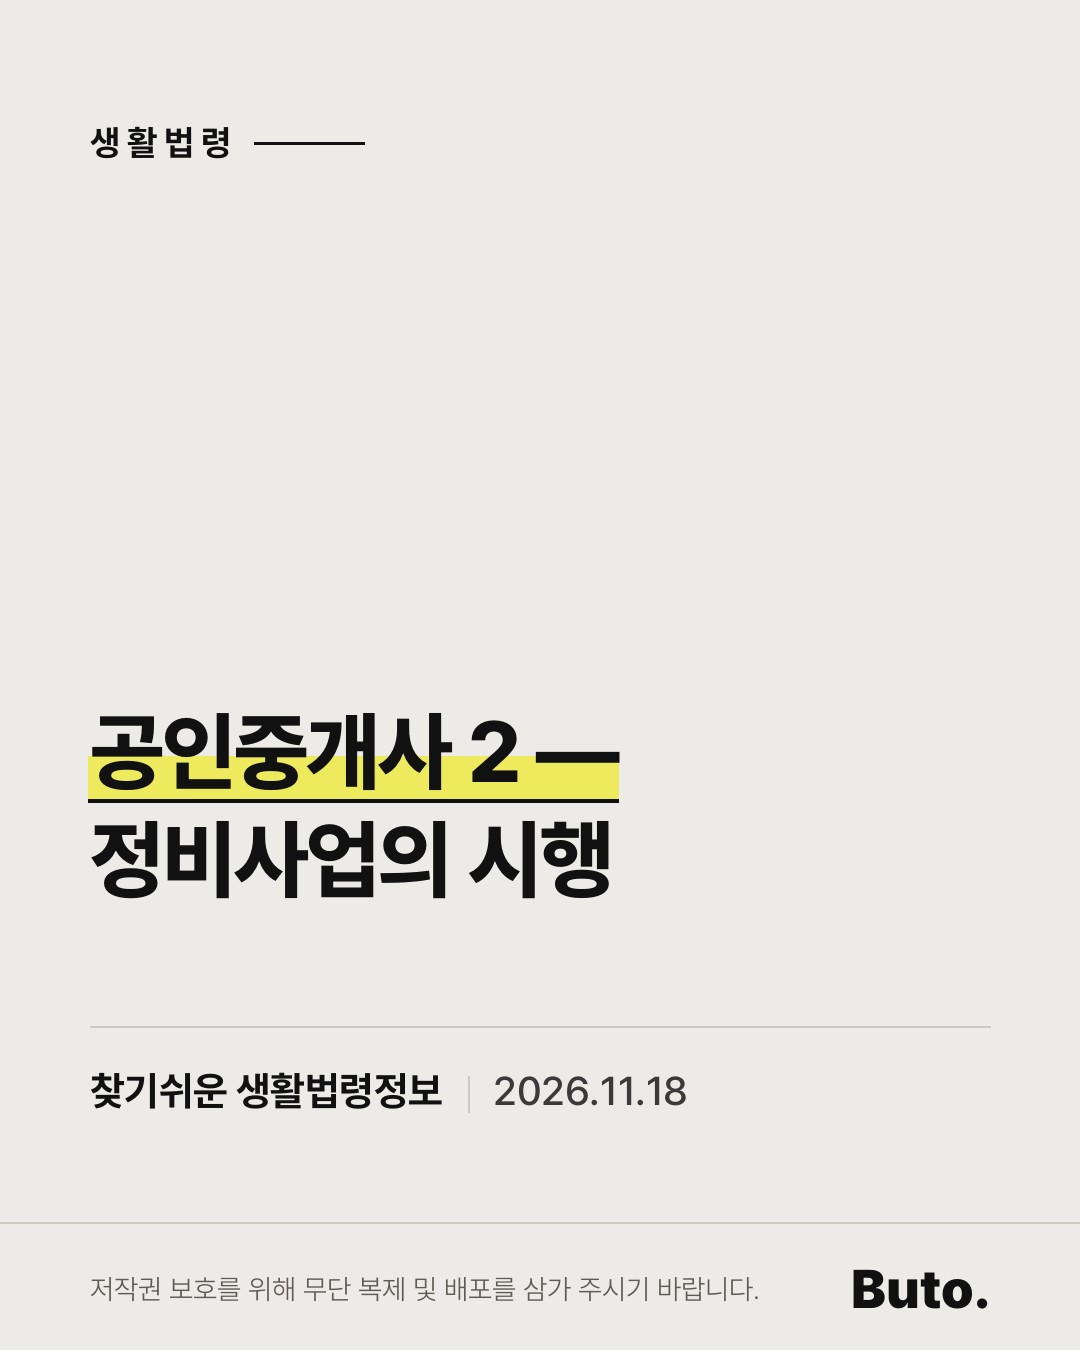 생활법령
공인중개사 2 —
정비사업의 시행
찾기쉬운 생활법령정보 | 2026.11.18
저작권 보호를 위해 무단 복제 및 배포를 삼가 주시기 바랍니다.
Buto.